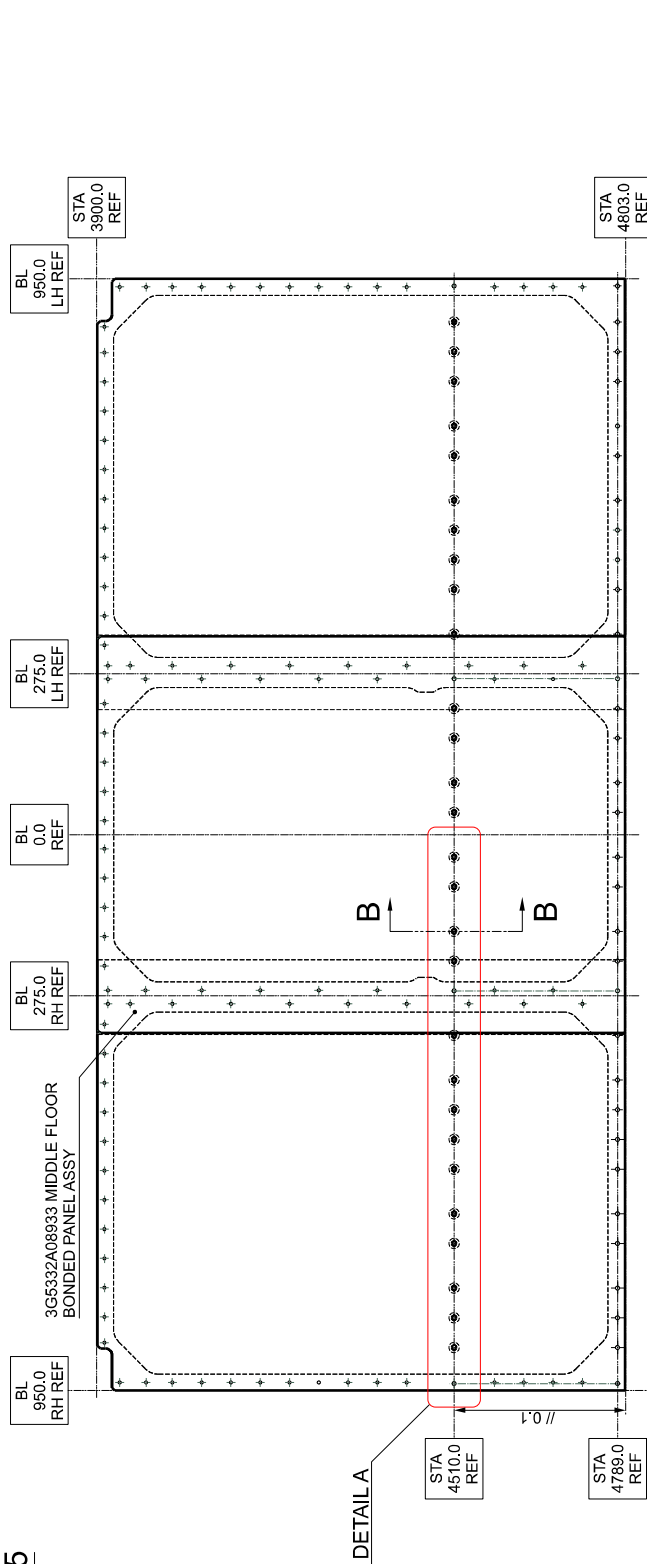 BL
950.0
LH REF
STA
3900.0
REF
STA
4803.0
REF
BL
275.0
LH REF
BL
0.0
REF
B
B
BL
275.0
RH REF
3G5332A08933 MIDDLE FLOOR
BONDED PANEL ASSY
BL
950.0
RH REF
// 0.1
STA
4510.0
REF
STA
4789.0
REF
DETAIL A
5